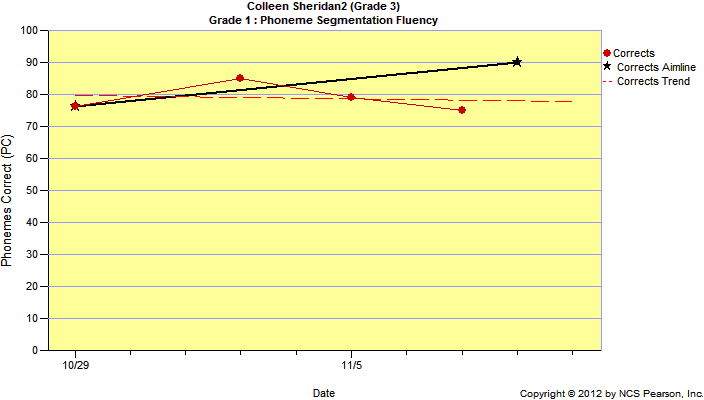 Colleen Sheridan2 (Grade 3)
Grade 1 : Phoneme Segmentation Fluency
Phonemes Correct (PC)
100
90
80
70
60
50
40
30
20
10
0
10/29
11/5
Date
Corrects
Corrects Aimline
Corrects Trend
Copyright © 2012 by NCS Pearson, Inc.